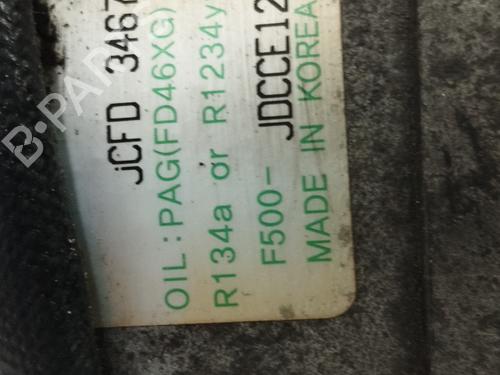 jCFD 3467
OIL : PAG(FD46XG)
R134a or R1234y
F500- JDCCE12
MADE IN KOREA
B-PARTS